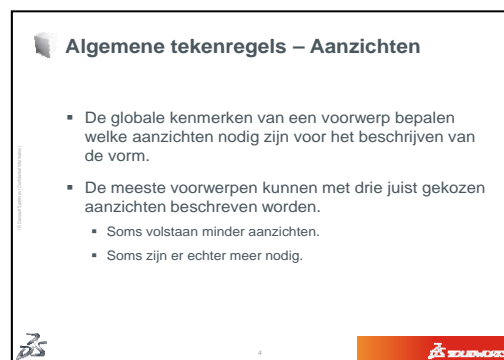 Algemene tekenregels – Aanzichten
▪ De globale kenmerken van een voorwerp bepalen
welke aanzichten nodig zijn voor het beschrijven van
de vorm.
▪ De meeste voorwerpen kunnen met drie juist gekozen
aanzichten beschreven worden.
▪ Soms volstaan minder aanzichten.
▪ Soms zijn er echter meer nodig.
4
SOLIDWORKS